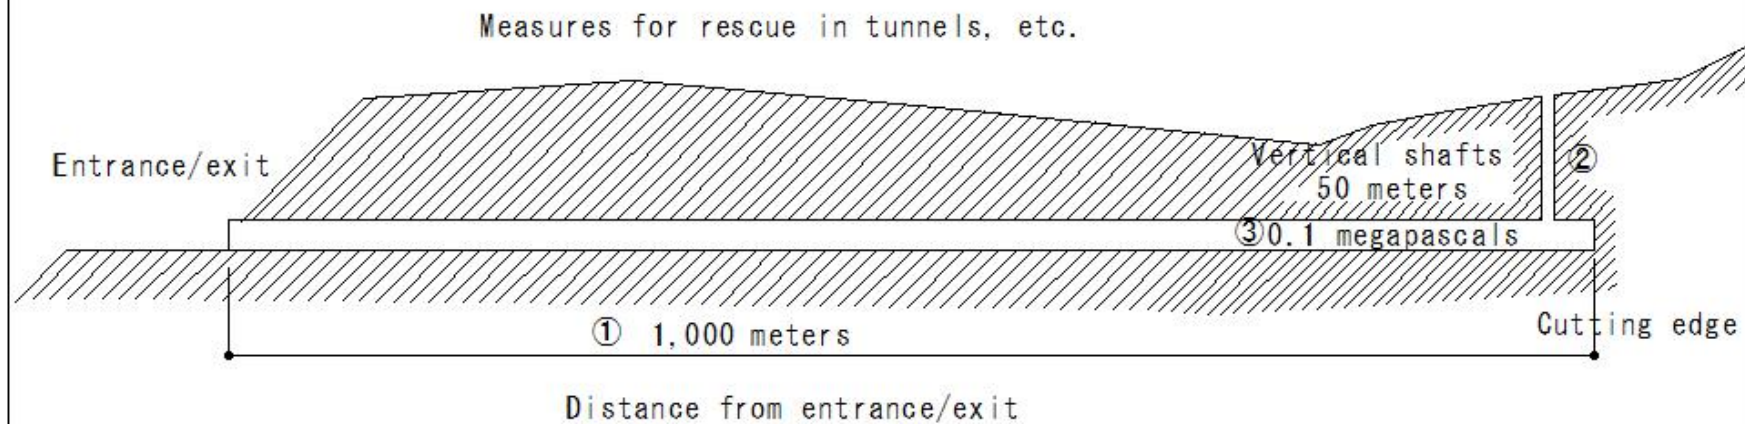 Measures for rescue in tunnels, etc.
Entrance/exit
Vertical shafts
②
50 meters
③0.1 megapascals
① 1,000 meters
Cutting edge
Distance from entrance/exit